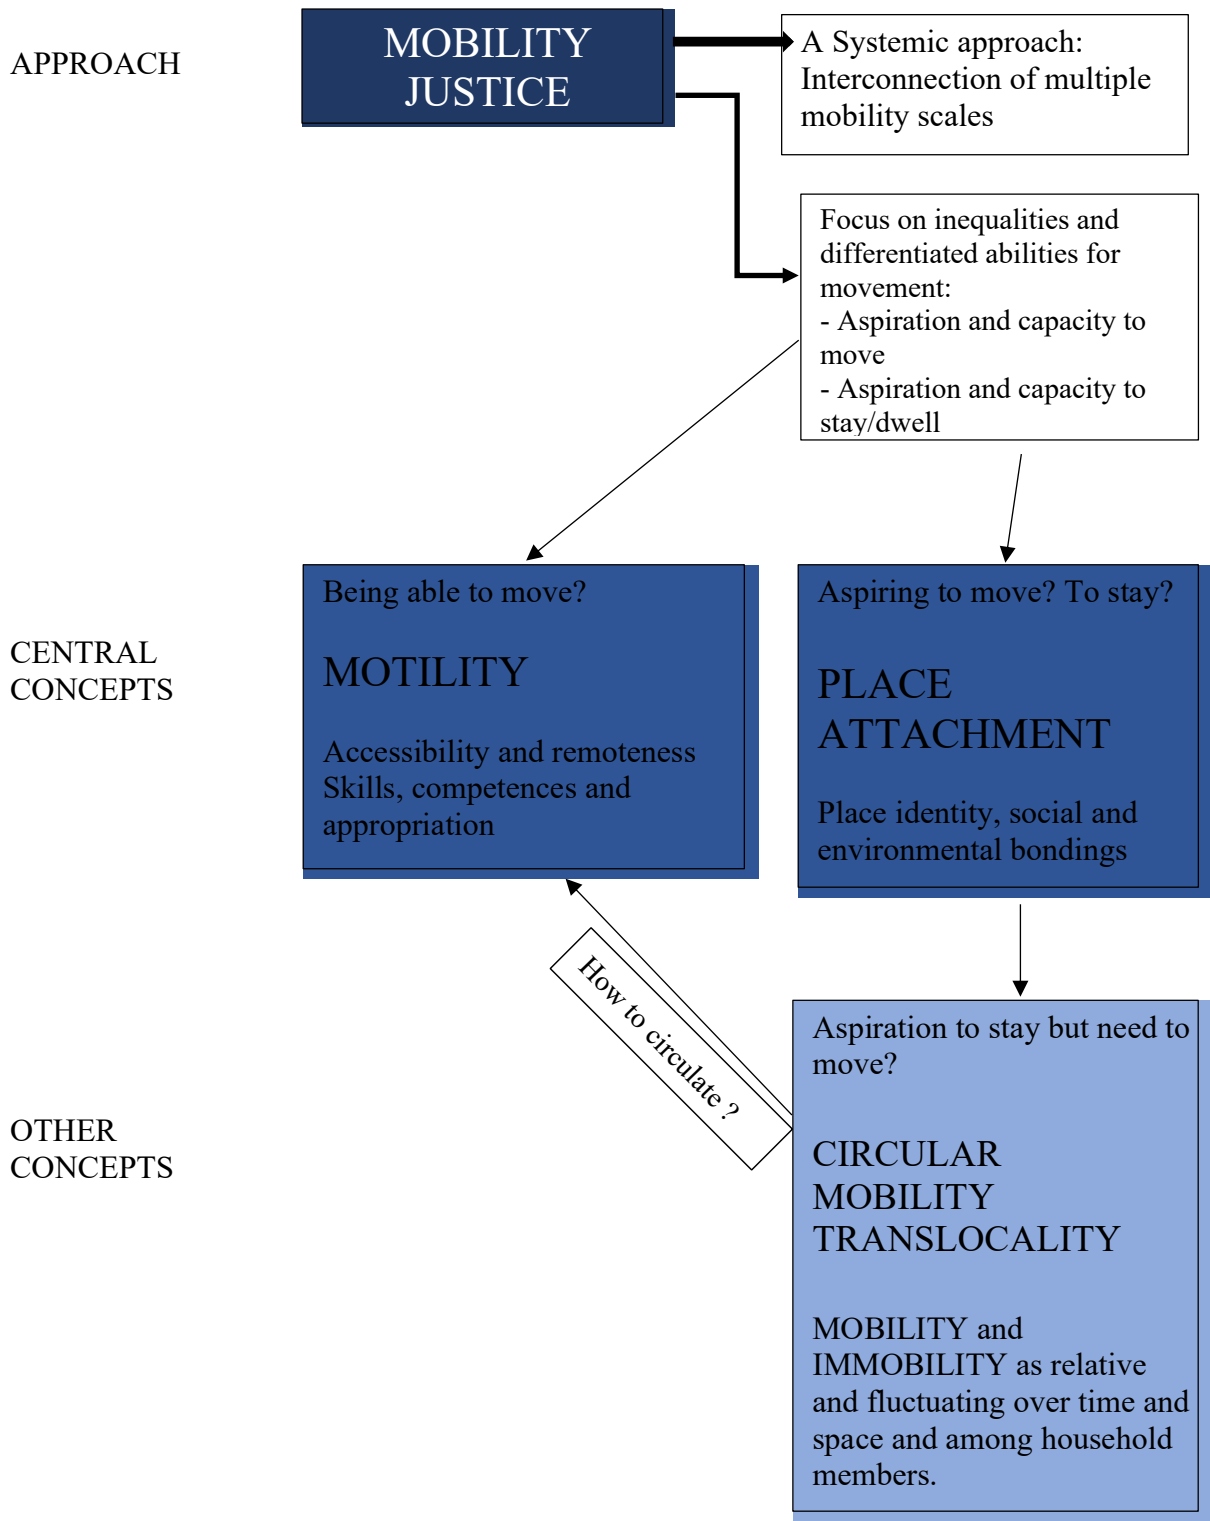 APPROACH
MOBILITY
JUSTICE
A Systemic approach:
Interconnection of multiple
mobility scales
Focus on inequalities and
differentiated abilities for
movement:
- Aspiration and capacity to
move
- Aspiration and capacity to
stay/dwell
CENTRAL
CONCEPTS
Being able to move?
MOTILITY
Accessibility and remoteness
Skills, competences and
appropriation
Aspiring to move? To stay?
PLACE
ATTACHMENT
Place identity, social and
environmental bondings
How to circulate ?
OTHER
CONCEPTS
Aspiration to stay but need to
move?
CIRCULAR
MOBILITY
TRANSLOCALITY
MOBILITY and
IMMOBILITY as relative
and fluctuating over time and
space and among household
members.